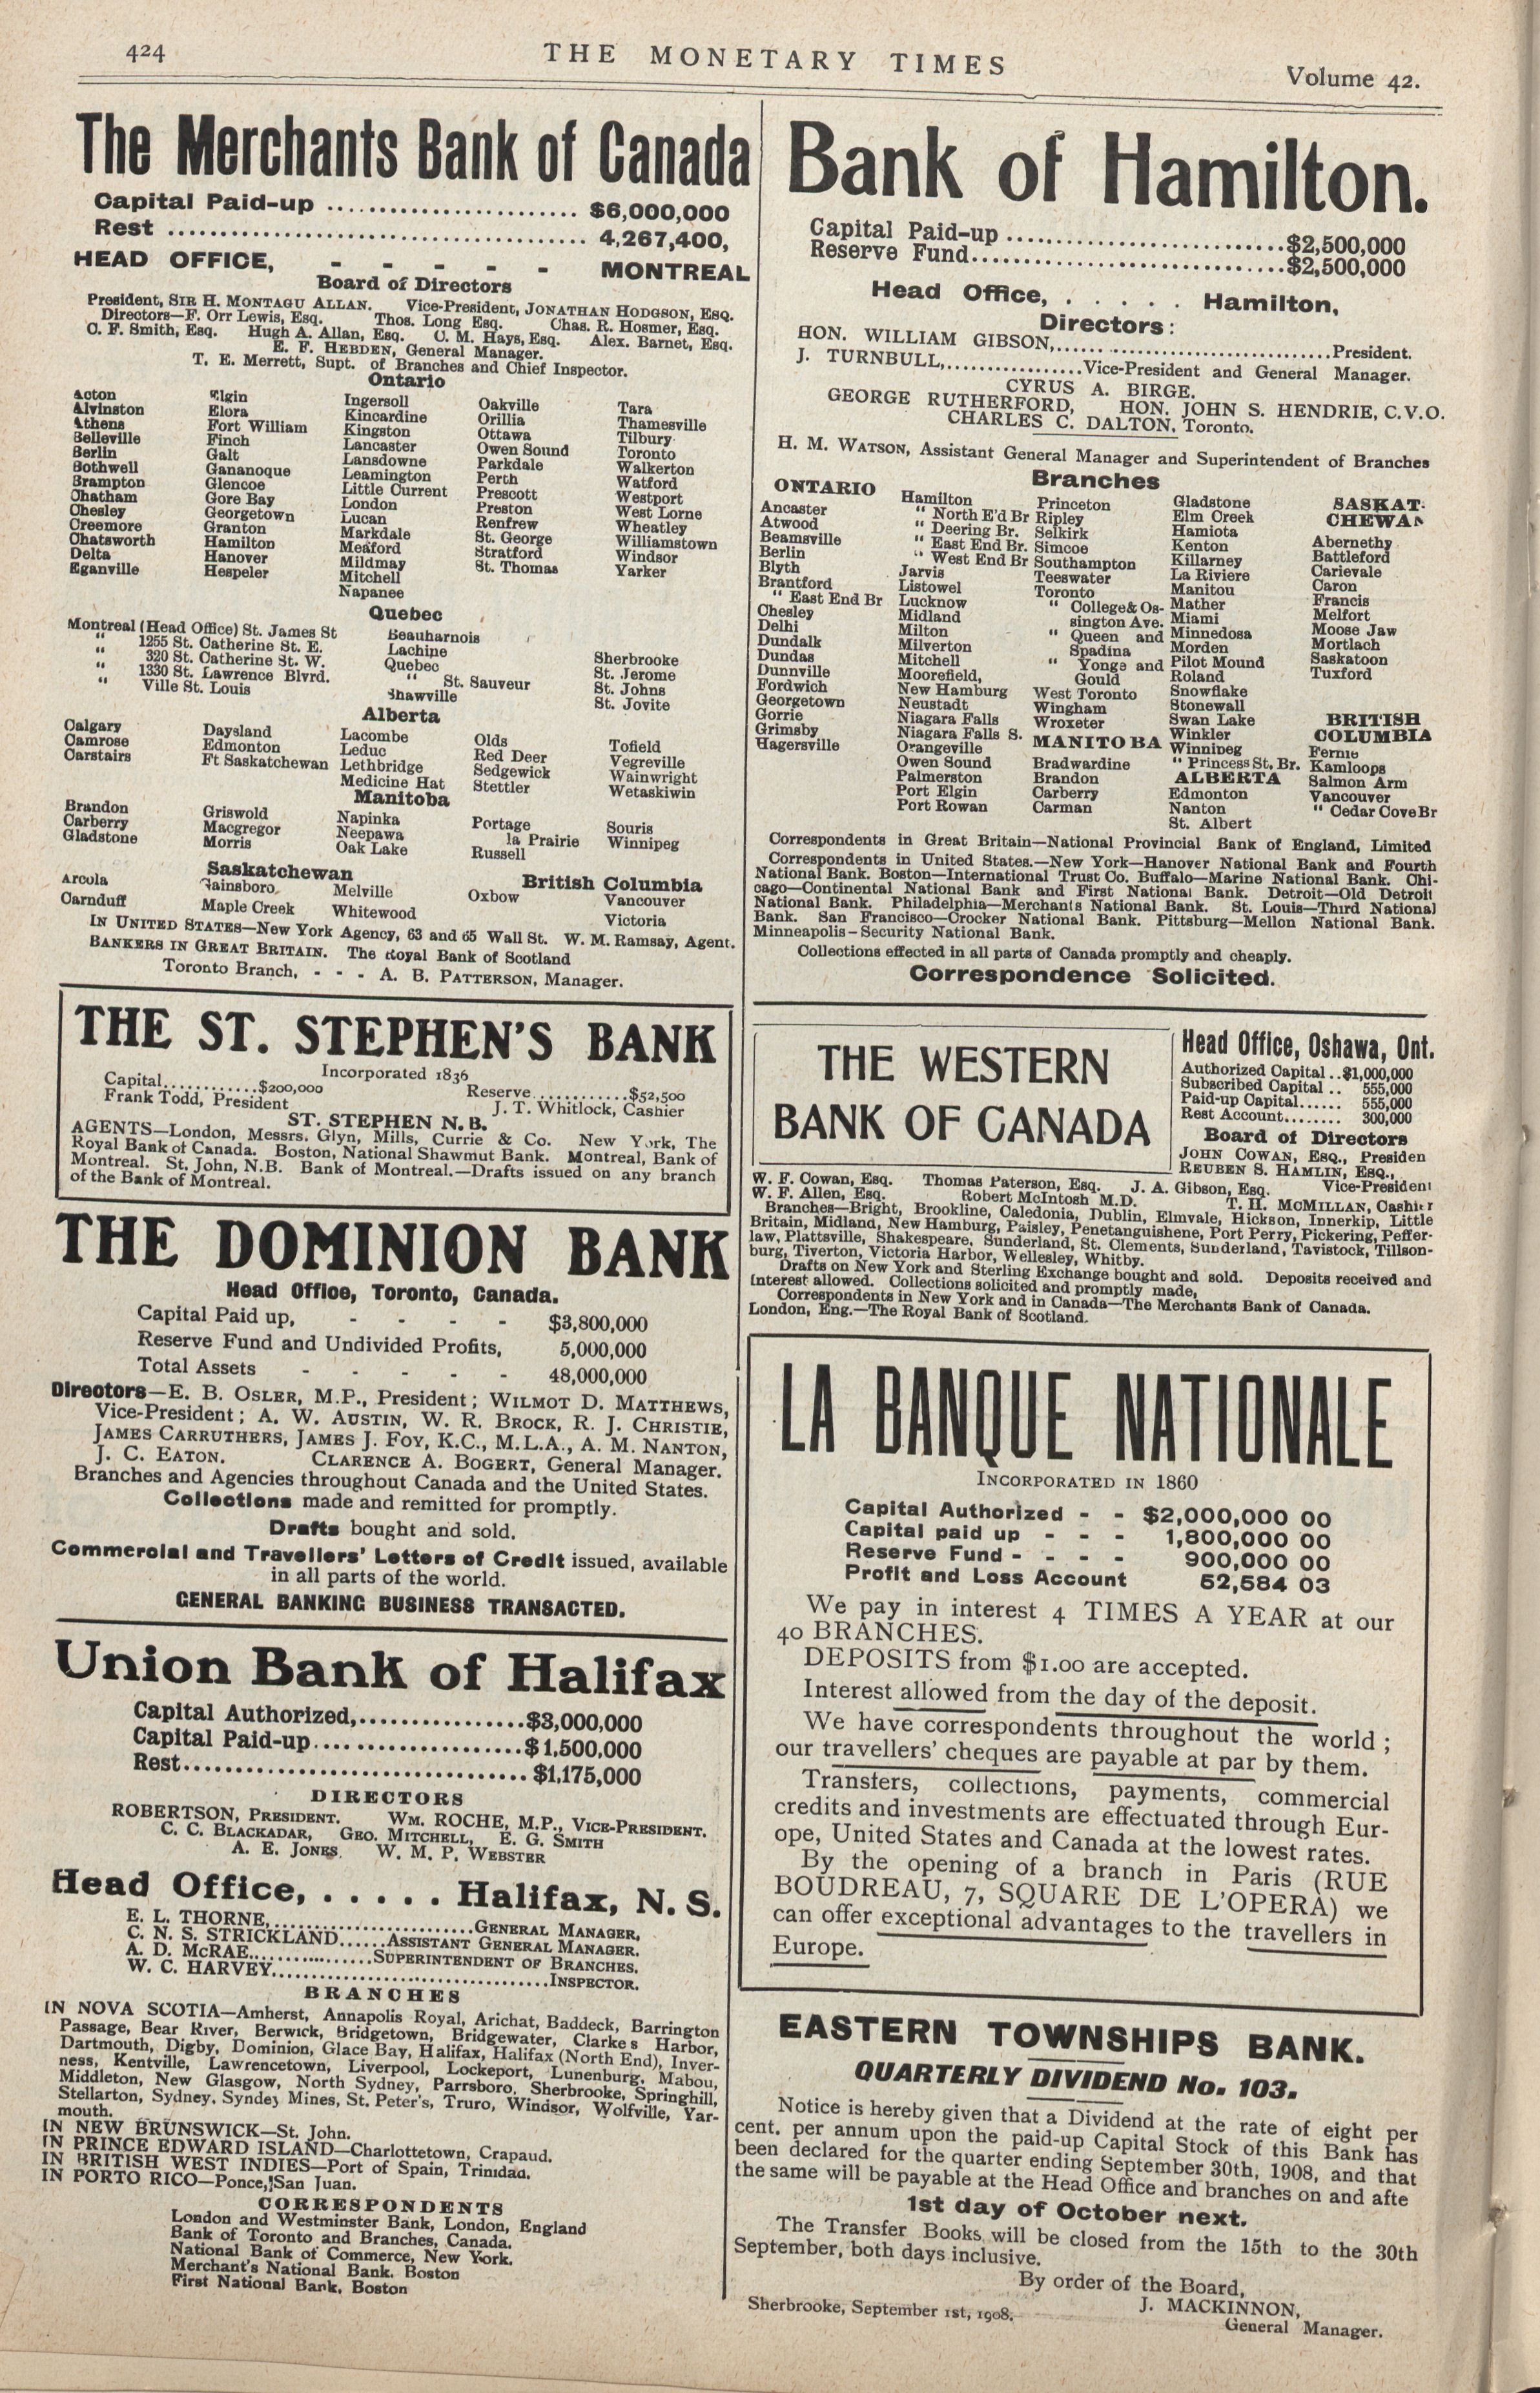 424
THE MONETARY TIMES
Volume 42.
The Merchants Bank of Canada
Capital Paid-up ........................ $6,000,000
Rest ........................................ 4,267,400,
HEAD OFFICE, - - - - - MONTREAL
Board of Directors
President, SIR H. MONTAGU ALLAN. Vice-President, JONATHAN HODGSON, ESQ.
Directors—F. Orr Lewis, Esq. Thos. Long Esq. Chas. R. Hosmer, Esq.
C. F. Smith, Esq. Hugh A. Allan, Esq. C. M. Hays, Esq. Alex. Barnet, Esq.
E. F. HEBDEN, General Manager.
T. E. Merrett, Supt. of Branches and Chief Inspector.
Ontario
Acton Elgin Ingersoll Oakville Tara
Alvinston Elora Kincardine Orillia Thamesville
Athens Fort William Kingston Ottawa Tilbury
Belleville Finch Lancaster Owen Sound Toronto
Berlin Galt Lansdowne Parkdale Walkerton
Bothwell Gananoque Leamington Perth Watford
Brampton Glencoe Little Current Prescott Westport
Chatham Gore Bay London Preston West Lorne
Chesley Georgetown Lucan Renfrew Wheatley
Creemore Granton Markdale St. George Williamstown
Chatsworth Hamilton Meaford Stratford Windsor
Delta Hanover Mildmay St. Thomas Yarker
Eganville Hespeler Mitchell
Napanee
Quebec
Montreal (Head Office) St. James St Beauharnois
" 1255 St. Catherine St. E. Lachine Sherbrooke
" 320 St. Catherine St. W. Quebec St. Jerome
" 1330 St. Lawrence Blvrd. " St. Sauveur St. Johns
" Ville St. Louis Shawville St. Jovite
Alberta
Calgary Daysland Lacombe Olds Tofield
Camrose Edmonton Leduc Red Deer Vegreville
Carstairs Ft Saskatchewan Lethbridge Sedgewick Wainwright
Medicine Hat Stettler Wetaskiwin
Manitoba
Brandon Griswold Napinka Portage Souris
Carberry Macgregor Neepawa la Prairie Winnipeg
Gladstone Morris Oak Lake Russell
Saskatchewan British Columbia
Arcola Gainsboro Melville Oxbow Vancouver
Carnduff Maple Creek Whitewood Victoria
IN UNITED STATES—New York Agency, 63 and 65 Wall St. W. M. Ramsay, Agent.
BANKERS IN GREAT BRITAIN. The Royal Bank of Scotland
Toronto Branch, - - - A. B. PATTERSON, Manager.
THE ST. STEPHEN'S BANK
Incorporated 1836
Capital............$200,000 Reserve............$52,500
Frank Todd, President J. T. Whitlock, Cashier
ST. STEPHEN N. B.
AGENTS—London, Messrs. Glyn, Mills, Currie & Co. New York, The
Royal Bank of Canada. Boston, National Shawmut Bank. Montreal, Bank of
Montreal. St. John, N.B. Bank of Montreal.—Drafts issued on any branch
of the Bank of Montreal.
THE DOMINION BANK
Head Office, Toronto, Canada.
Capital Paid up, - - - - $3,800,000
Reserve Fund and Undivided Profits, 5,000,000
Total Assets - - - - - 48,000,000
Directors—E. B. OSLER, M.P., President; WILMOT D. MATTHEWS,
Vice-President; A. W. AUSTIN, W. R. BROCK, R. J. CHRISTIE,
JAMES CARRUTHERS, JAMES J. FOY, K.C., M.L.A., A. M. NANTON,
J. C. EATON. CLARENCE A. BOGERT, General Manager.
Branches and Agencies throughout Canada and the United States.
Collections made and remitted for promptly.
Drafts bought and sold.
Commercial and Travellers' Letters of Credit issued, available
in all parts of the world.
GENERAL BANKING BUSINESS TRANSACTED.
Union Bank of Halifax
Capital Authorized,.................$3,000,000
Capital Paid-up......................$1,500,000
Rest..................................$1,175,000
DIRECTORS
ROBERTSON, PRESIDENT. WM. ROCHE, M.P., VICE-PRESIDENT.
C. C. BLACKADAR, GEO. MITCHELL, E. G. SMITH
A. E. JONES W. M. P. WEBSTER
Head Office, . . . . . Halifax, N. S.
E. L. THORNE,.........................GENERAL MANAGER,
C. N. S. STRICKLAND......ASSISTANT GENERAL MANAGER.
A. D. McRAE...............SUPERINTENDENT OF BRANCHES.
W. C. HARVEY..................................INSPECTOR.
BRANCHES
IN NOVA SCOTIA—Amherst, Annapolis Royal, Arichat, Baddeck, Barrington
Passage, Bear River, Berwick, Bridgetown, Bridgewater, Clarke s Harbor,
Dartmouth, Digby, Dominion, Glace Bay, Halifax, Halifax (North End), Inver-
ness, Kentville, Lawrencetown, Liverpool, Lockeport, Lunenburg, Mabou,
Middleton, New Glasgow, North Sydney, Parrsboro, Sherbrooke, Springhill,
Stellarton, Sydney, Syndey Mines, St. Peter's, Truro, Windsor, Wolfville, Yar-
mouth.
IN NEW BRUNSWICK—St. John.
IN PRINCE EDWARD ISLAND—Charlottetown, Crapaud.
IN BRITISH WEST INDIES—Port of Spain, Trinidad.
IN PORTO RICO—Ponce, San Juan.
CORRESPONDENTS
London and Westminster Bank, London, England
Bank of Toronto and Branches, Canada.
National Bank of Commerce, New York.
Merchant's National Bank, Boston
First National Bank, Boston
Bank of Hamilton.
Capital Paid-up ............................$2,500,000
Reserve Fund................................$2,500,000
Head Office, . . . . . Hamilton,
Directors:
HON. WILLIAM GIBSON,..................................President.
J. TURNBULL,.................Vice-President and General Manager.
CYRUS A. BIRGE.
GEORGE RUTHERFORD, HON. JOHN S. HENDRIE, C.V.O.
CHARLES C. DALTON, Toronto.
H. M. WATSON, Assistant General Manager and Superintendent of Branches
Branches
ONTARIO
Ancaster
Atwood
Beamsville
Berlin
Blyth
Brantford
" East End Br
Chesley
Delhi
Dundalk
Dundas
Dunnville
Fordwich
Georgetown
Gorrie
Grimsby
Hagersville
Hamilton
" North E'd Br
" Deering Br.
" East End Br.
" West End Br
Jarvis
Listowel
Lucknow
Midland
Milton
Milverton
Mitchell
Moorefield,
New Hamburg
Neustadt
Niagara Falls
Niagara Falls S.
Orangeville
Owen Sound
Palmerston
Port Elgin
Port Rowan
Princeton
Ripley
Selkirk
Simcoe
Southampton
Teeswater
Toronto
" College& Os-
sington Ave.
" Queen and
Spadina
" Yonge and
Gould
West Toronto
Wingham
Wroxeter
MANITOBA
Bradwardine
Brandon
Carberry
Carman
Gladstone
Elm Creek
Hamiota
Kenton
Killarney
La Riviere
Manitou
Mather
Miami
Minnedosa
Morden
Pilot Mound
Roland
Snowflake
Stonewall
Swan Lake
Winkler
Winnipeg
" Princess St. Br.
ALBERTA
Edmonton
Nanton
St. Albert
SASKAT-
CHEWAN
Abernethy
Battleford
Carievale
Caron
Francis
Melfort
Moose Jaw
Mortlach
Saskatoon
Tuxford
BRITISH
COLUMBIA
Fernie
Kamloops
Salmon Arm
Vancouver
" Cedar Cove Br
Correspondents in Great Britain—National Provincial Bank of England, Limited
Correspondents in United States.—New York—Hanover National Bank and Fourth
National Bank. Boston—International Trust Co. Buffalo—Marine National Bank. Chi-
cago—Continental National Bank and First National Bank. Detroit—Old Detroit
National Bank. Philadelphia—Merchants National Bank. St. Louis—Third National
Bank. San Francisco—Crocker National Bank. Pittsburg—Mellon National Bank.
Minneapolis—Security National Bank.
Collections effected in all parts of Canada promptly and cheaply.
Correspondence Solicited.
THE WESTERN
BANK OF CANADA
Head Office, Oshawa, Ont.
Authorized Capital..$1,000,000
Subscribed Capital .. 555,000
Paid-up Capital...... 555,000
Rest Account........ 300,000
Board of Directors
JOHN COWAN, ESQ., Presiden
REUBEN S. HAMLIN, ESQ.,
Vice-President
W. F. Cowan, Esq. Thomas Paterson, Esq. J. A. Gibson, Esq.
W. F. Allen, Esq. Robert McIntosh M.D. T. H. MCMILLAN, Cashier
Branches—Bright, Brookline, Caledonia, Dublin, Elmvale, Hickson, Innerkip, Little
Britain, Midland, New Hamburg, Paisley, Penetanguishene, Port Perry, Pickering, Peffer-
law, Plattsville, Shakespeare, Sunderland, St. Clements, Sunderland, Tavistock, Tillson-
burg, Tiverton, Victoria Harbor, Wellesley, Whitby.
Drafts on New York and Sterling Exchange bought and sold. Deposits received and
Interest allowed. Collections solicited and promptly made,
Correspondents in New York and in Canada—The Merchants Bank of Canada.
London, Eng.—The Royal Bank of Scotland.
LA BANQUE NATIONALE
INCORPORATED IN 1860
Capital Authorized - - $2,000,000 00
Capital paid up - - - 1,800,000 00
Reserve Fund - - - - 900,000 00
Profit and Loss Account 52,584 03
We pay in interest 4 TIMES A YEAR at our
40 BRANCHES.
DEPOSITS from $1.00 are accepted.
Interest allowed from the day of the deposit.
We have correspondents throughout the world;
our travellers' cheques are payable at par by them.
Transfers, collections, payments, commercial
credits and investments are effectuated through Eur-
ope, United States and Canada at the lowest rates.
By the opening of a branch in Paris (RUE
BOUDREAU, 7, SQUARE DE L'OPERA) we
can offer exceptional advantages to the travellers in
Europe.
EASTERN TOWNSHIPS BANK.
QUARTERLY DIVIDEND No. 103.
Notice is hereby given that a Dividend at the rate of eight per
cent. per annum upon the paid-up Capital Stock of this Bank has
been declared for the quarter ending September 30th, 1908, and that
the same will be payable at the Head Office and branches on and afte
1st day of October next.
The Transfer Books will be closed from the 15th to the 30th
September, both days inclusive.
By order of the Board,
J. MACKINNON,
General Manager.
Sherbrooke, September 1st, 1908.